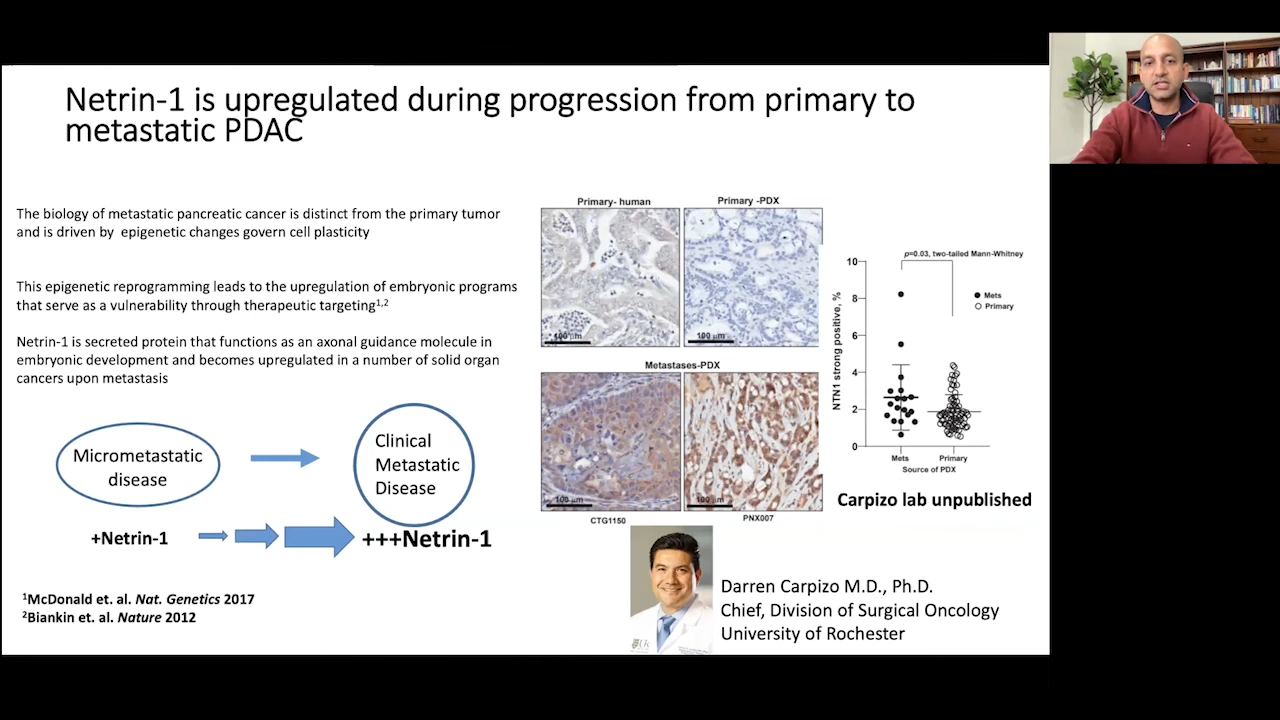 Netrin-1 is upregulated during progression from primary to
metastatic PDAC
The biology of metastatic pancreatic cancer is distinct from the primary tumor
and is driven by  epigenetic changes govern cell plasticity
This epigenetic reprogramming leads to the upregulation of embryonic programs
that serve as a vulnerability through therapeutic targeting1,2
Netrin-1 is secreted protein that functions as an axonal guidance molecule in
embryonic development and becomes upregulated in a number of solid organ
cancers upon metastasis
Micrometastatic
disease
Clinical
Metastatic
Disease
+Netrin-1
+++Netrin-1
1McDonald et. al. Nat. Genetics 2017
2Biankin et. al. Nature 2012
Primary- human
Primary -PDX
100 µm
100 µm
Metastases-PDX
100 µm
100 µm
CTG1150
PNX007
p=0.03, two-tailed Mann-Whitney
Mets
Primary
NTN1 strong positive, %
10
8
6
4
2
0
Mets
Primary
Source of PDX
Carpizo lab unpublished
Darren Carpizo M.D., Ph.D.
Chief, Division of Surgical Oncology
University of Rochester